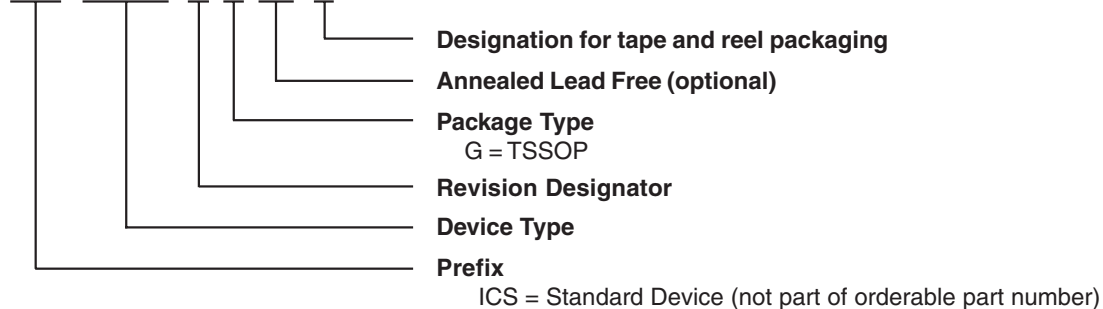 Designation for tape and reel packaging
Annealed Lead Free (optional)
Package Type
G = TSSOP
Revision Designator
Device Type
Prefix
ICS = Standard Device (not part of orderable part number)